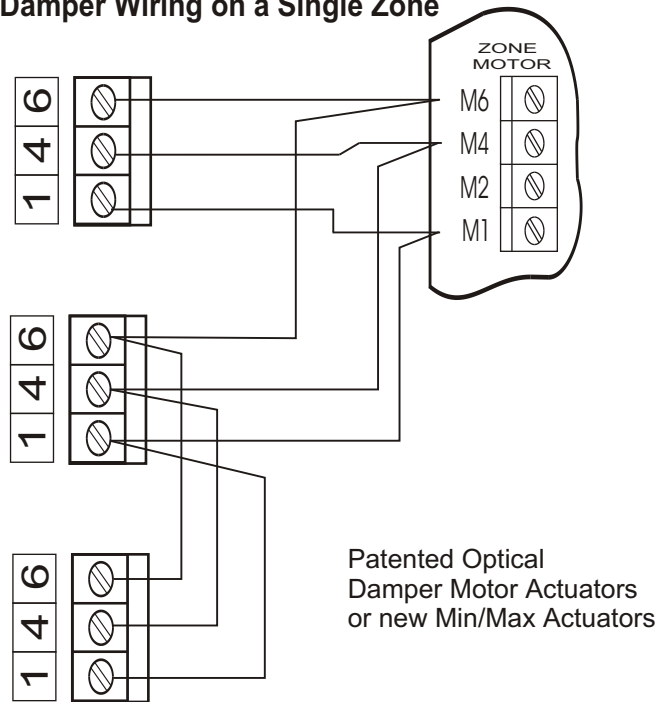 Damper Wiring on a Single Zone
ZONE
MOTOR
6
4
1
M6
M4
M2
M1
6
4
1
6
4
1
Patented Optical
Damper Motor Actuators
or new Min/Max Actuators